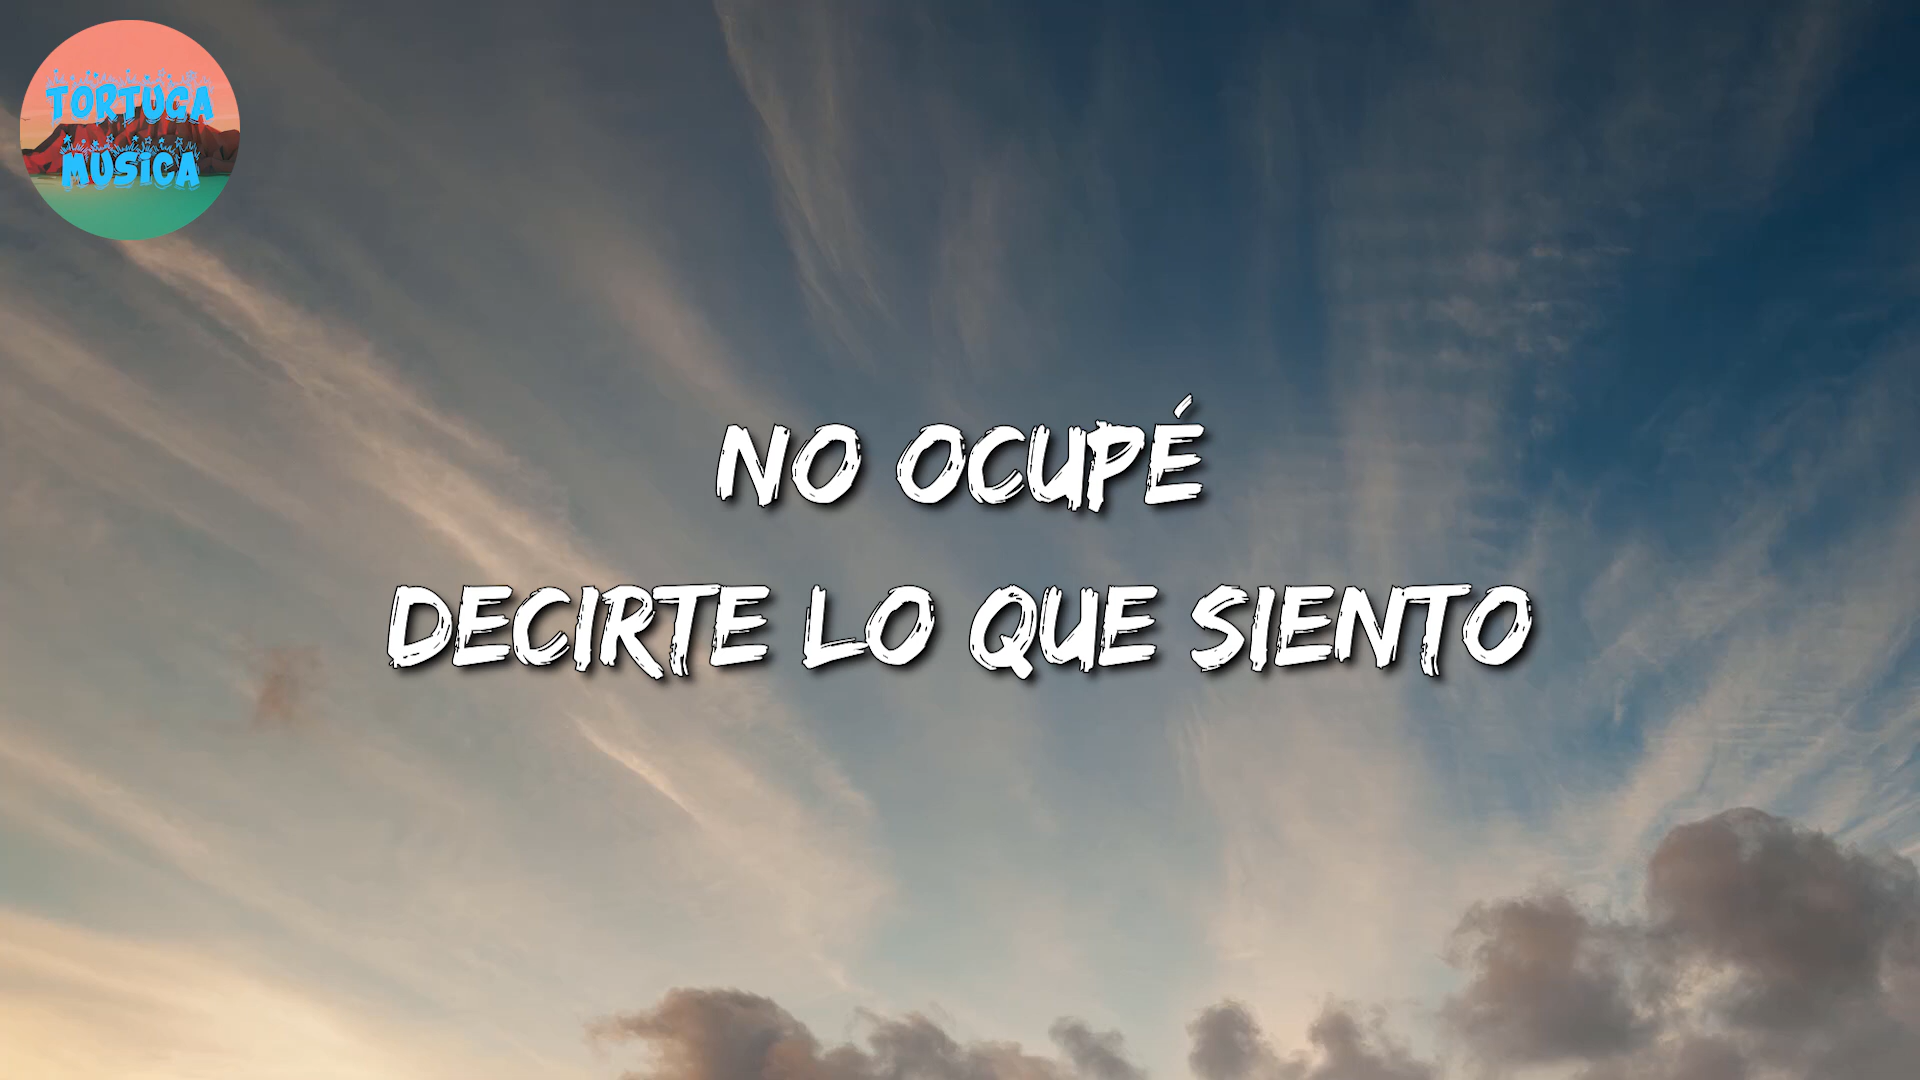 TORTUGA
MUSICA
NO OCUPÉ
DECIRTE LO QUE SIENTO